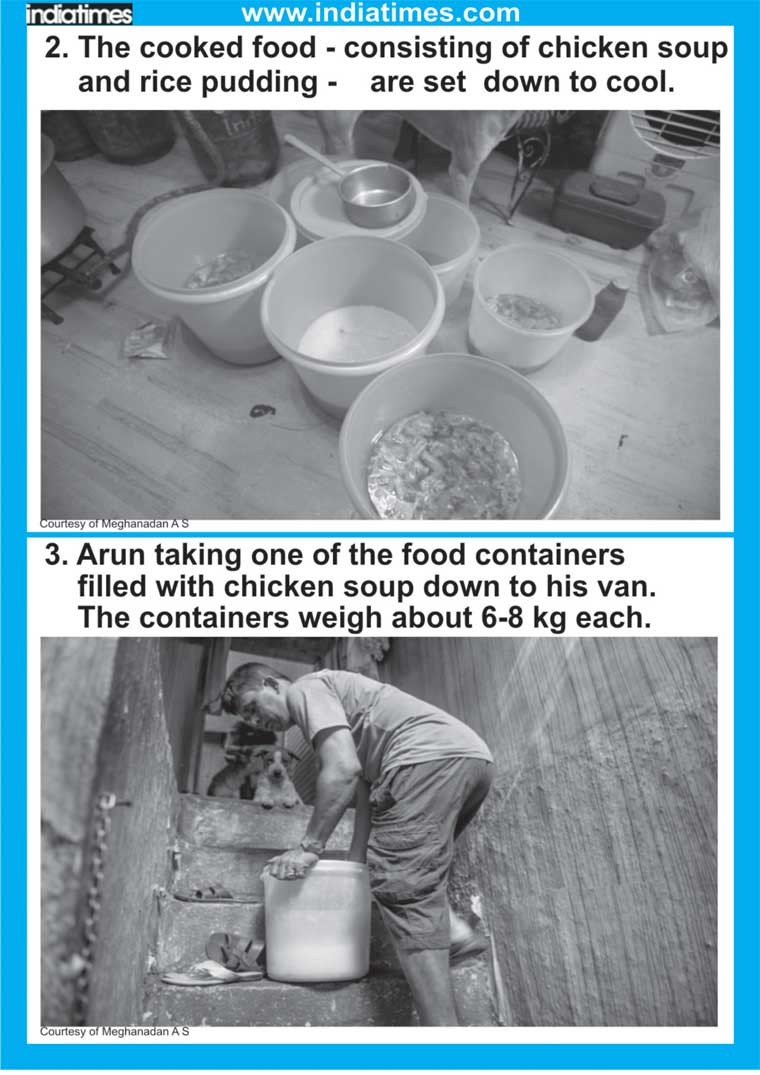 indiatimes
www.indiatimes.com
2. The cooked food - consisting of chicken soup
and rice pudding - are set down to cool.
Courtesy of Meghanadan A S
3. Arun taking one of the food containers
filled with chicken soup down to his van.
The containers weigh about 6-8 kg each.
Courtesy of Meghanadan A S